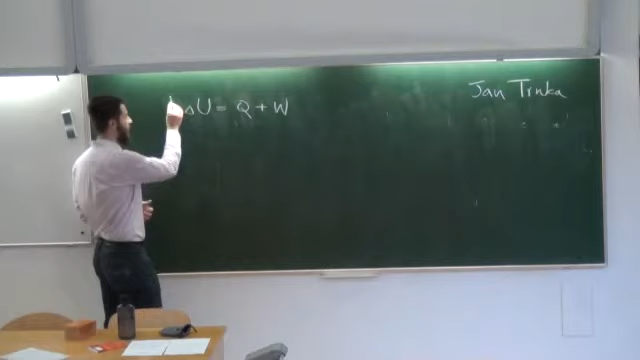 ΔU = Q + W
Jan Trnka